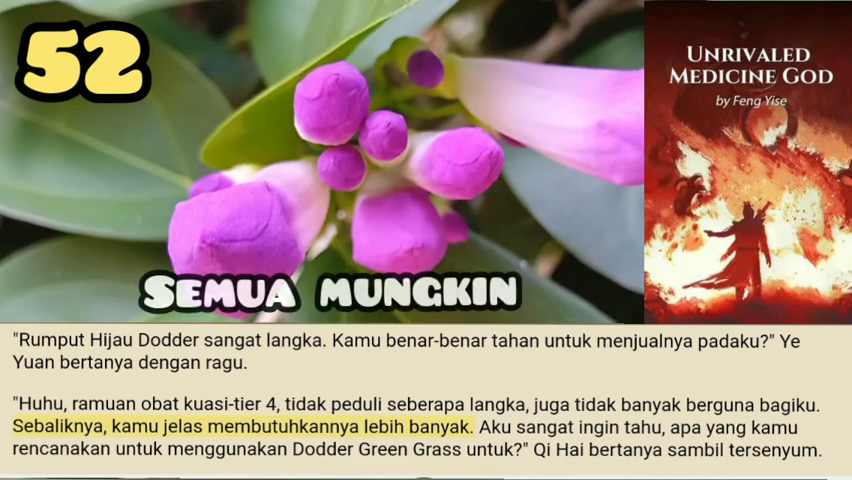 52
UNRIVALED
MEDICINE GOD
by Feng Yise
SEMUA MUNGKIN
"Rumput Hijau Dodder sangat langka. Kamu benar-benar tahan untuk menjualnya padaku?" Ye
Yuan bertanya dengan ragu.
"Huhu, ramuan obat kuasi-tier 4, tidak peduli seberapa langka, juga tidak banyak berguna bagiku.
Sebaliknya, kamu jelas membutuhkannya lebih banyak. Aku sangat ingin tahu, apa yang kamu
rencanakan untuk menggunakan Dodder Green Grass untuk?" Qi Hai bertanya sambil tersenyum.